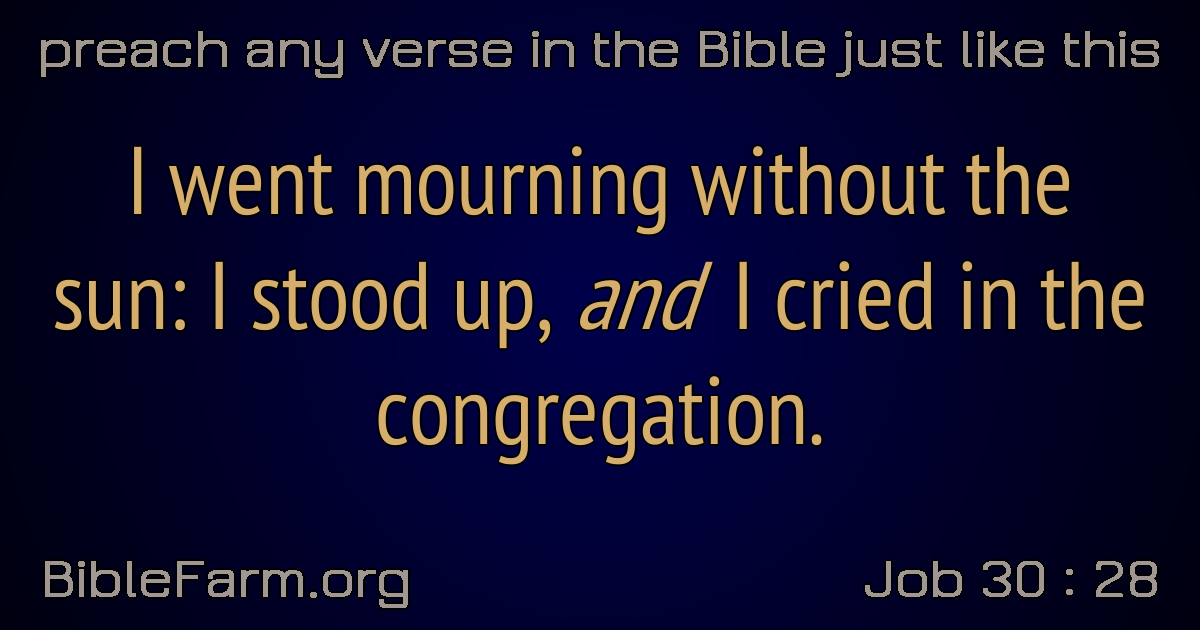 preach any verse in the Bible just like this
I went mourning without the
sun: I stood up, and I cried in the
congregation.
BibleFarm.org
Job 30 : 28